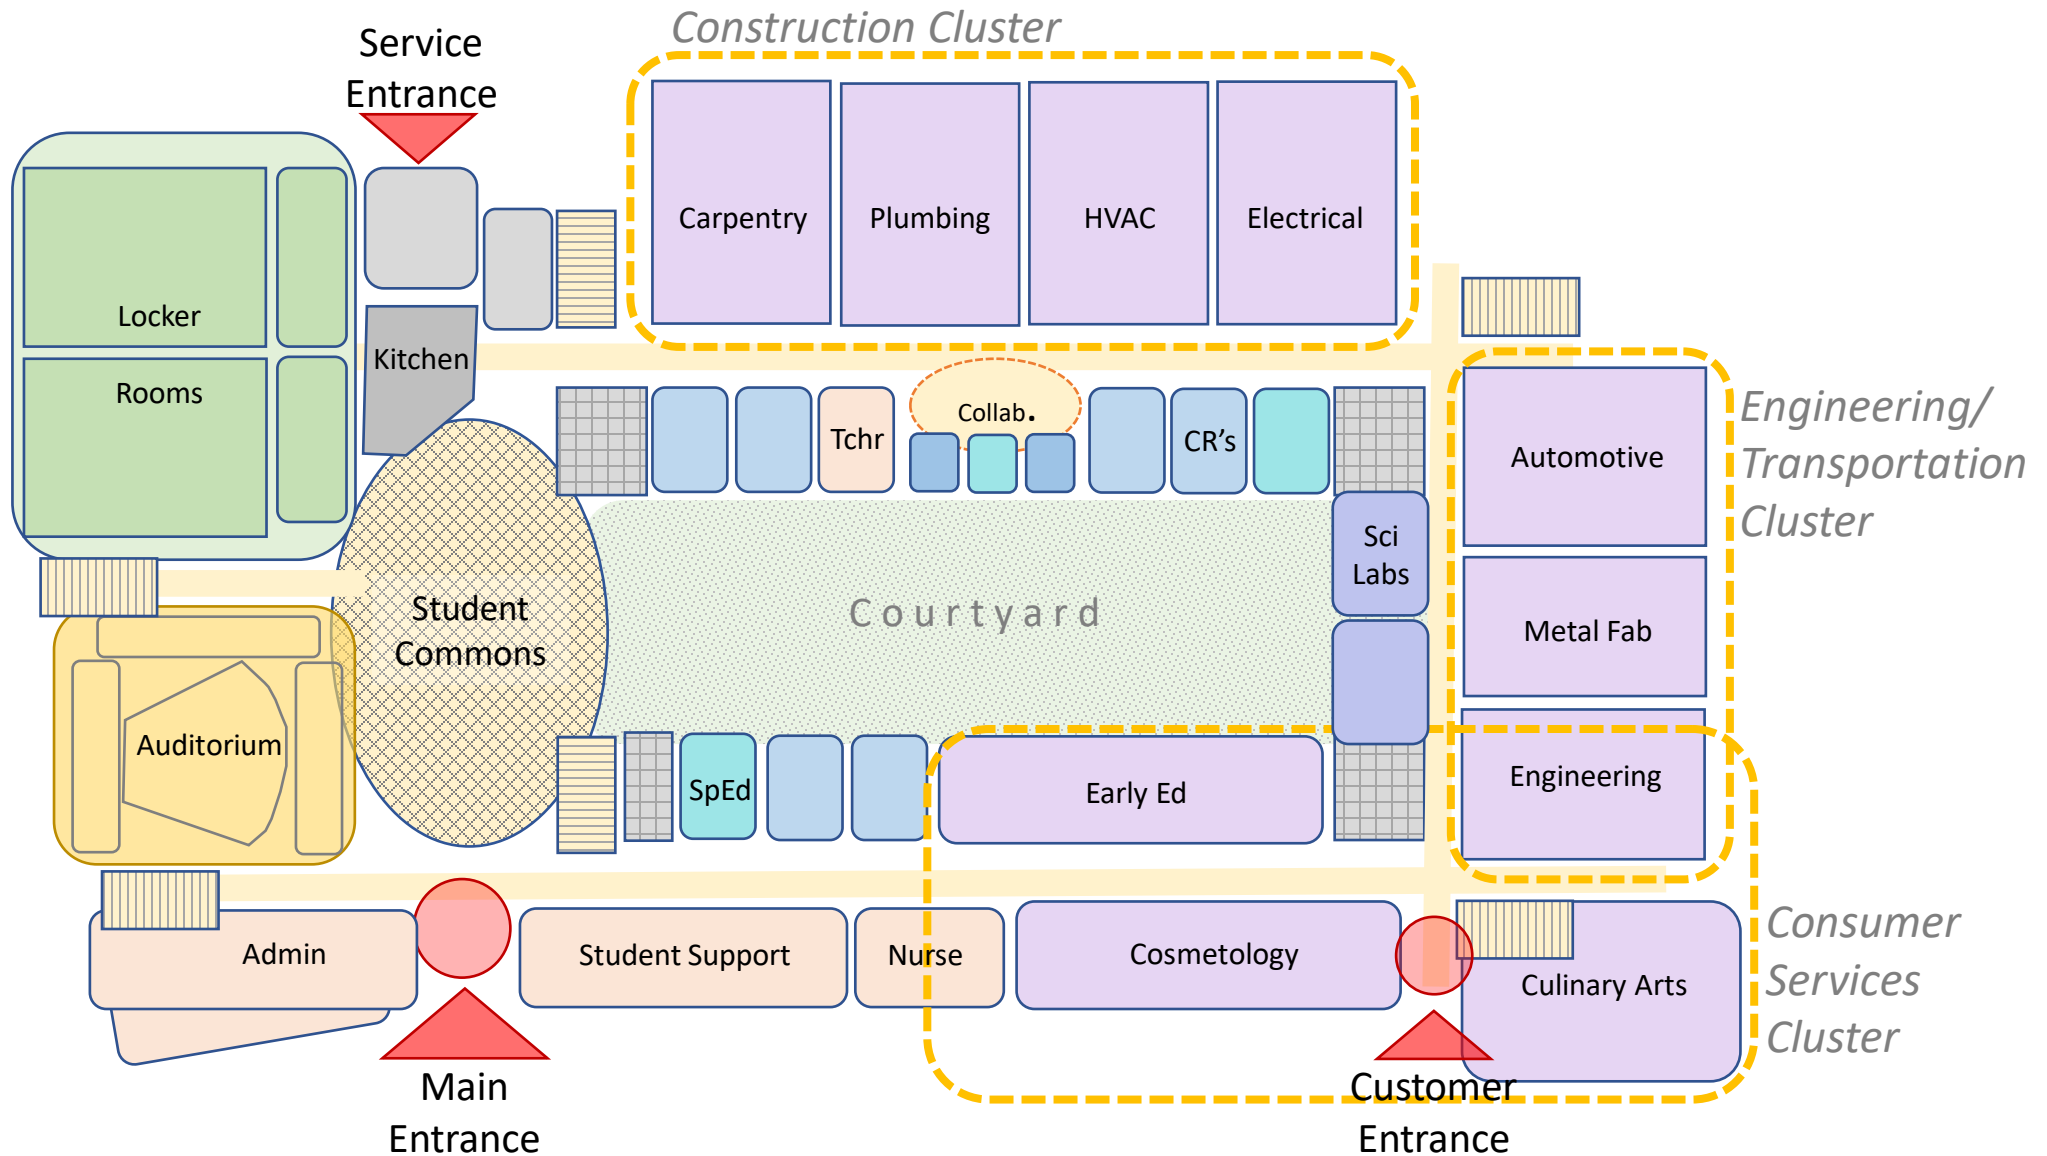 Construction Cluster
Service
Entrance
Carpentry
Plumbing
HVAC
Electrical
Locker
Rooms
Kitchen
Collab.
Tchr
CR's
Automotive
Engineering/
Transportation
Cluster
Sci
Labs
Student
Commons
Courtyard
Metal Fab
Auditorium
SpEd
Early Ed
Engineering
Admin
Student Support
Nurse
Cosmetology
Culinary Arts
Consumer
Services
Cluster
Main
Entrance
Customer
Entrance